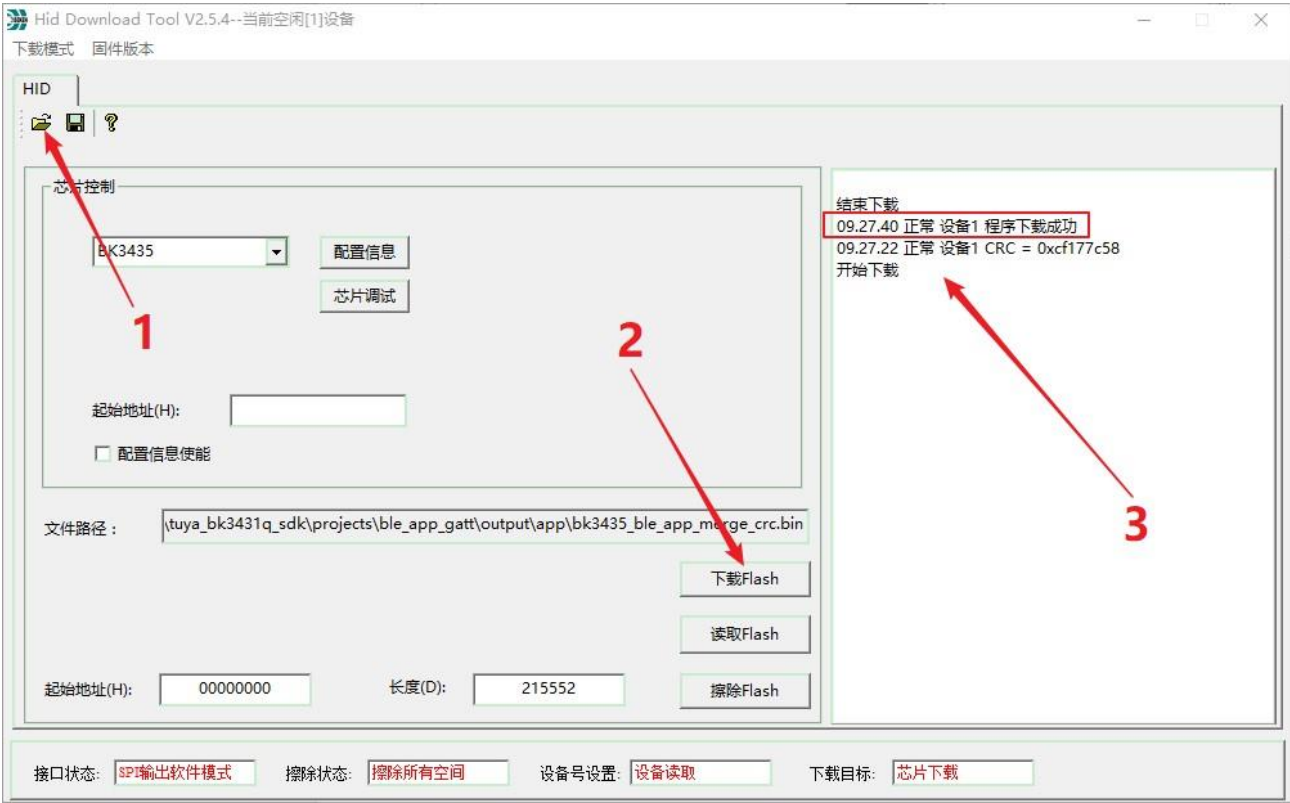 Hid Download Tool V2.5.4--当前空闲[1]设备
下载模式 固件版本
HID
芯片控制
BK3435
配置信息
芯片调试
1
2
起始地址(H):
配置信息使能
文件路径：
\tuya_bk3431q_sdk\projects\ble_app_gatt\output\app\bk3435_ble_app_merge_crc.bin
下载Flash
读取Flash
起始地址(H): 00000000 长度(D): 215552 擦除Flash
结束下载
09.27.40 正常 设备1 程序下载成功
09.27.22 正常 设备1 CRC = 0xcf177c58
开始下载
3
接口状态: SPI输出软件模式 擦除状态: 擦除所有空间 设备号设置: 设备读取 下载目标: 芯片下载